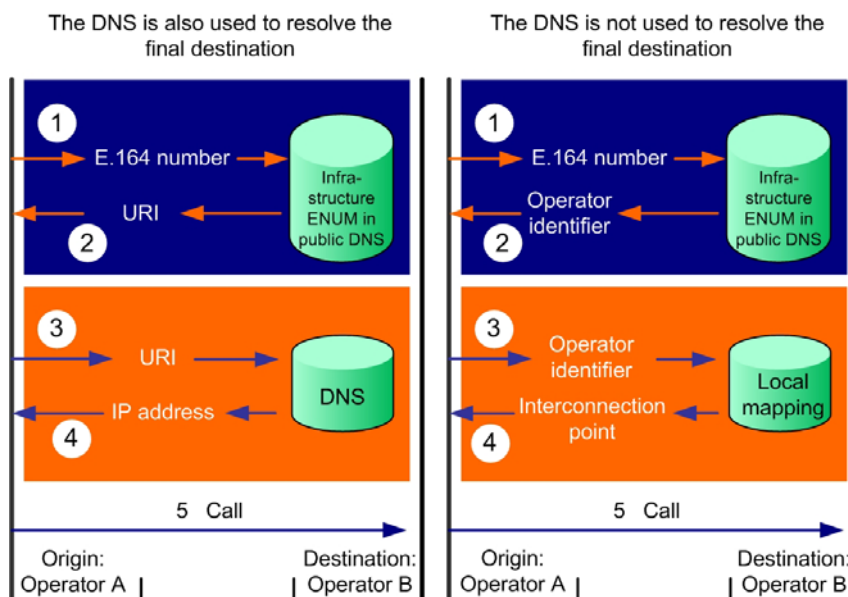 The DNS is also used to resolve the
final destination
1
E.164 number
URI
2
Infra-
structure
ENUM in
public DNS
3
URI
IP address
4
DNS
5 Call
Origin:
Operator A
Destination:
Operator B
The DNS is not used to resolve the
final destination
1
E.164 number
Operator
identifier
2
Infra-
structure
ENUM in
public DNS
3
Operator
identifier
Interconnection
point
4
Local
mapping
5 Call
Origin:
Operator A
Destination:
Operator B